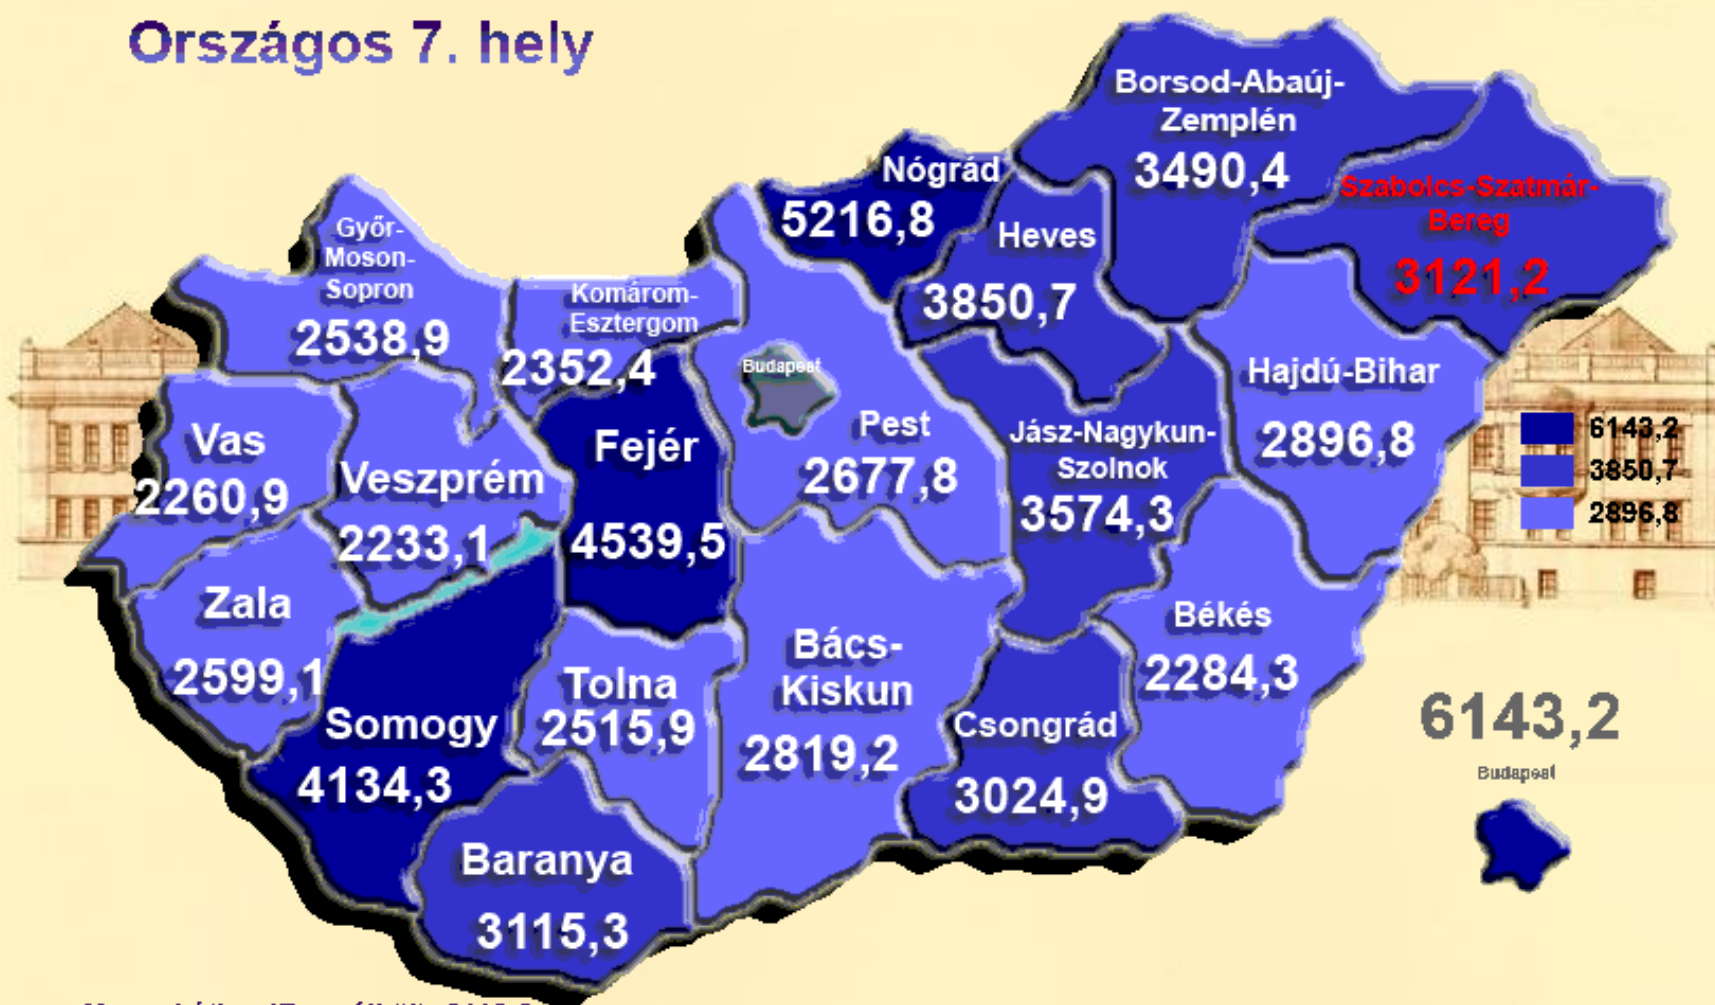 Országos 7. hely
Borsod-Abaúj-
Zemplén
3490,4
Nógrád
5216,8
Szabolcs-Szatmár-
Bereg
3121,2
Heves
3850,7
Győr-
Moson-
Sopron
2538,9
Komárom-
Esztergom
2352,4
Budapest
Pest
2677,8
Hajdú-Bihar
2896,8
Jász-Nagykun-
Szolnok
3574,3
Vas
2260,9
Veszprém
2233,1
Fejér
4539,5
6143,2
3850,7
2896,8
Zala
2599,1
Somogy
4134,3
Tolna
2515,9
Bács-
Kiskun
2819,2
Békés
2284,3
Csongrád
3024,9
Baranya
3115,3
6143,2
Budapest